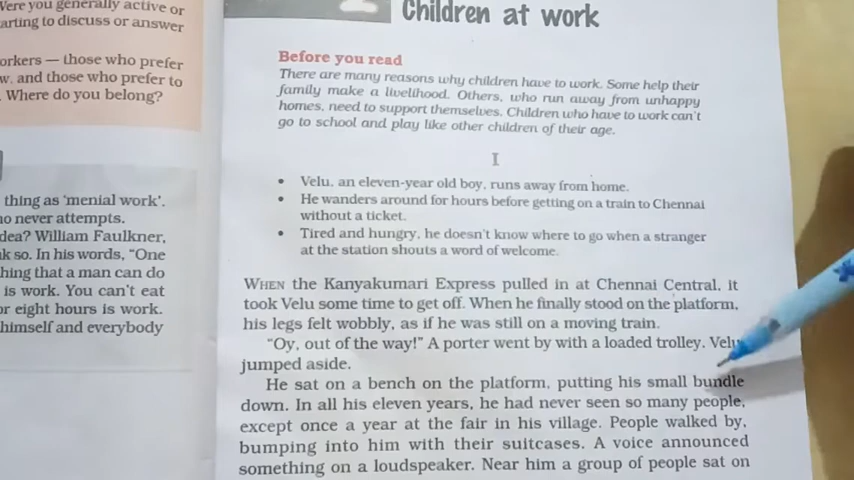 Were you generally active or
arting to discuss or answer
orkers — those who prefer
w, and those who prefer to
. Where do you belong?
thing as 'menial work'.
no never attempts.
dea? William Faulkner,
k so. In his words, "One
hing that a man can do
is work. You can't eat
or eight hours is work.
himself and everybody
Children at work
Before you read
There are many reasons why children have to work. Some help their
family make a livelihood. Others, who run away from unhappy
homes, need to support themselves. Children who have to work can't
go to school and play like other children of their age.
I
• Velu, an eleven-year old boy, runs away from home.
• He wanders around for hours before getting on a train to Chennai
without a ticket.
• Tired and hungry, he doesn't know where to go when a stranger
at the station shouts a word of welcome.
WHEN the Kanyakumari Express pulled in at Chennai Central, it
took Velu some time to get off. When he finally stood on the platform,
his legs felt wobbly, as if he was still on a moving train.
"Oy, out of the way!" A porter went by with a loaded trolley. Velu
jumped aside.
He sat on a bench on the platform, putting his small bundle
down. In all his eleven years, he had never seen so many people,
except once a year at the fair in his village. People walked by,
bumping into him with their suitcases. A voice announced
something on a loudspeaker. Near him a group of people sat on